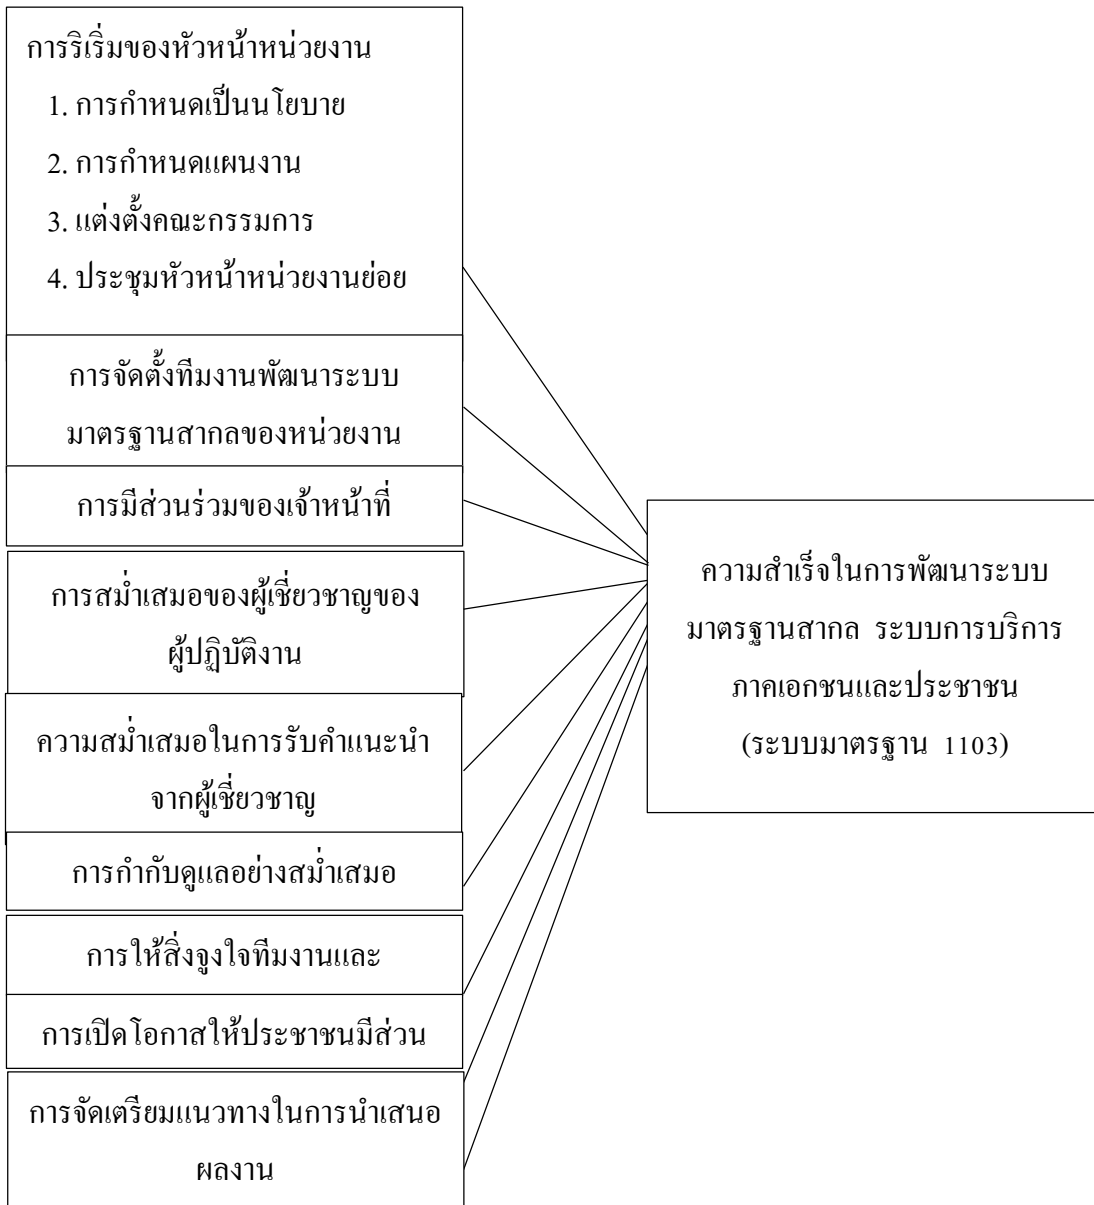 การริเริ่มของหัวหน้าหน่วยงาน
1. การกำหนดเป็นนโยบาย
2. การกำหนดแผนงาน
3. แต่งตั้งคณะกรรมการ
4. ประชุมหัวหน้าหน่วยงานย่อย
การจัดตั้งทีมงานพัฒนาระบบ
มาตรฐานสากลของหน่วยงาน
การมีส่วนร่วมของเจ้าหน้าที่
การสม่ำเสมอของผู้เชี่ยวชาญของ
ผู้ปฏิบัติงาน
ความสม่ำเสมอในการรับคำแนะนำ
จากผู้เชี่ยวชาญ
การกำกับดูแลอย่างสม่ำเสมอ
การให้สิ่งจูงใจทีมงานและ
การเปิดโอกาสให้ประชาชนมีส่วน
การจัดเตรียมแนวทางในการนำเสนอ
ผลงาน
ความสำเร็จในการพัฒนาระบบ
มาตรฐานสากล ระบบการบริการ
ภาคเอกชนและประชาชน
(ระบบมาตรฐาน 1103)